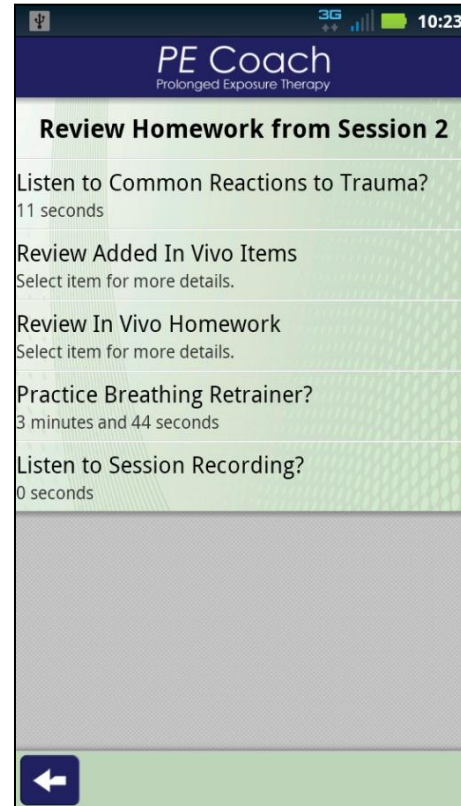 3G
10:23
PE Coach
Prolonged Exposure Therapy
Review Homework from Session 2
Listen to Common Reactions to Trauma?
11 seconds
Review Added In Vivo Items
Select item for more details.
Review In Vivo Homework
Select item for more details.
Practice Breathing Retrainer?
3 minutes and 44 seconds
Listen to Session Recording?
0 seconds